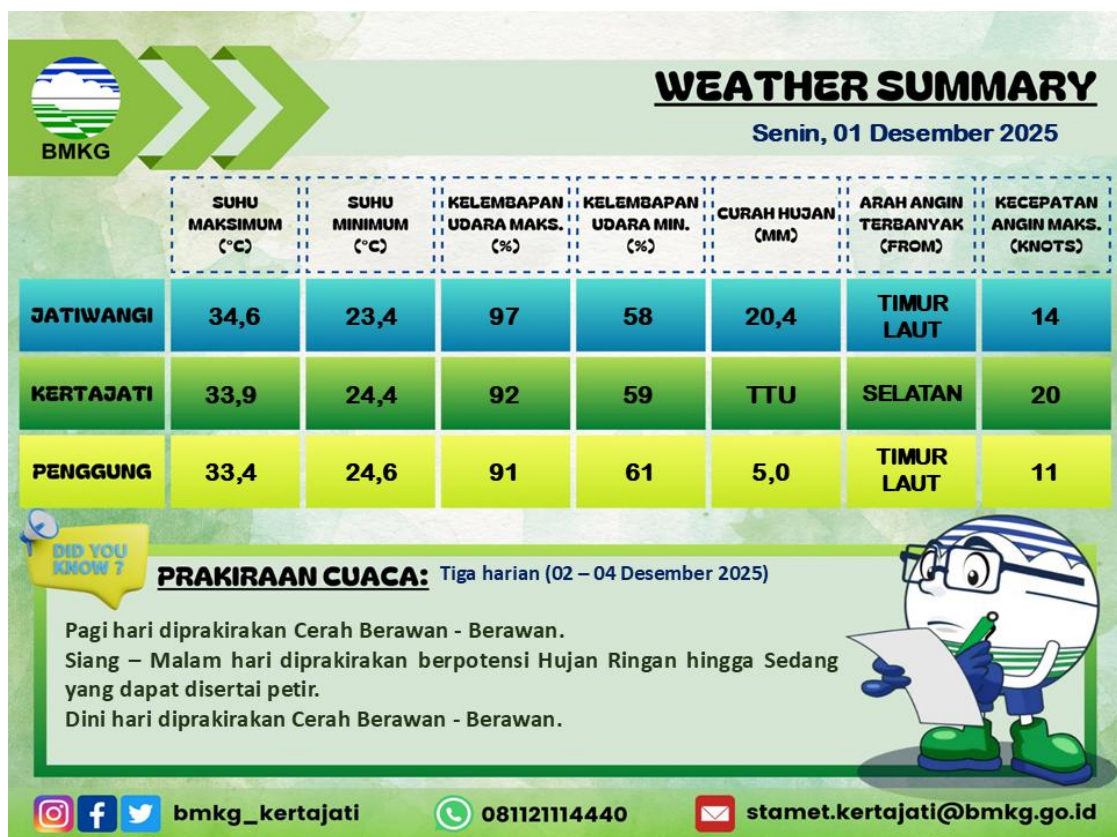 BMKG
WEATHER SUMMARY
Senin, 01 Desember 2025
SUHU MAKSIMUM (°C)
SUHU MINIMUM (°C)
KELEMBAPAN UDARA MAKS. (%)
KELEMBAPAN UDARA MIN. (%)
CURAH HUJAN (MM)
ARAH ANGIN TERBANYAK (FROM)
KECEPATAN ANGIN MAKS. (KNOTS)
JATIWANGI 34,6 23,4 97 58 20,4 TIMUR LAUT 14
KERTAJATI 33,9 24,4 92 59 TTU SELATAN 20
PENGGUNG 33,4 24,6 91 61 5,0 TIMUR LAUT 11
DID YOU
KNOW ?
PRAKIRAAN CUACA: Tiga harian (02 – 04 Desember 2025)
Pagi hari diprakirakan Cerah Berawan - Berawan.
Siang – Malam hari diprakirakan berpotensi Hujan Ringan hingga Sedang
yang dapat disertai petir.
Dini hari diprakirakan Cerah Berawan - Berawan.
bmkg_kertajati 081121114440 stamet.kertajati@bmkg.go.id